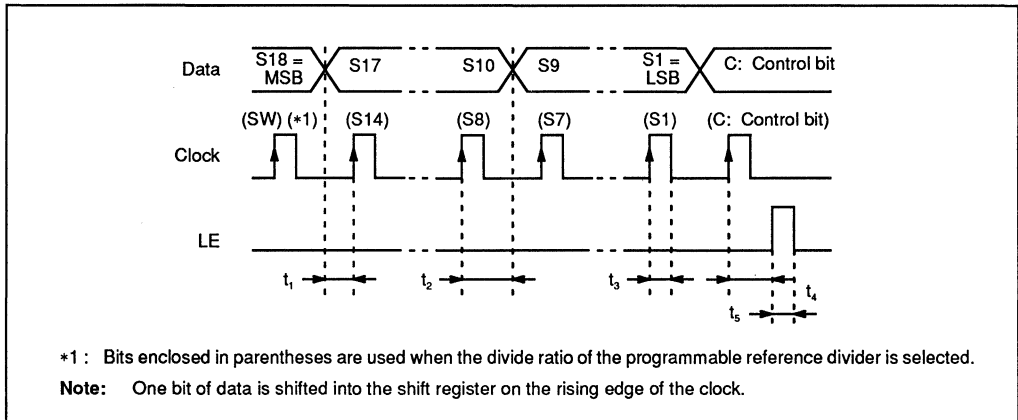 Data S18 = MSB S17 S10 S9 S1 = LSB C: Control bit
(SW) (*1) (S14) (S8) (S7) (S1) (C: Control bit)
Clock
LE
t1 t2 t3 t4
t5
*1 : Bits enclosed in parentheses are used when the divide ratio of the programmable reference divider is selected.
Note: One bit of data is shifted into the shift register on the rising edge of the clock.